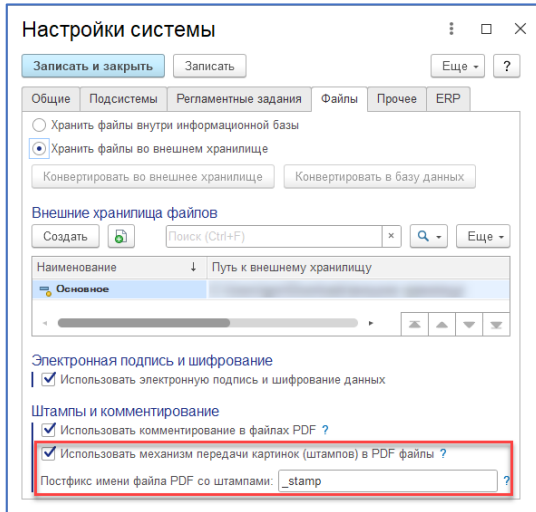 Настройки системы
Записать и закрыть Записать Еще ?
Общие Подсистемы Регламентные задания Файлы Прочее ERP
Хранить файлы внутри информационной базы
Хранить файлы во внешнем хранилище
Конвертировать во внешнее хранилище Конвертировать в базу данных
Внешние хранилища файлов
Создать Поиск (Ctrl+F) × Еще
Наименование ↓ Путь к внешнему хранилищу
Основное
Электронная подпись и шифрование
Использовать электронную подпись и шифрование данных
Штампы и комментирование
Использовать комментирование в файлах PDF ?
Использовать механизм передачи картинок (штампов) в PDF файлы ?
Постфикс имени файла PDF со штампами: _stamp ?